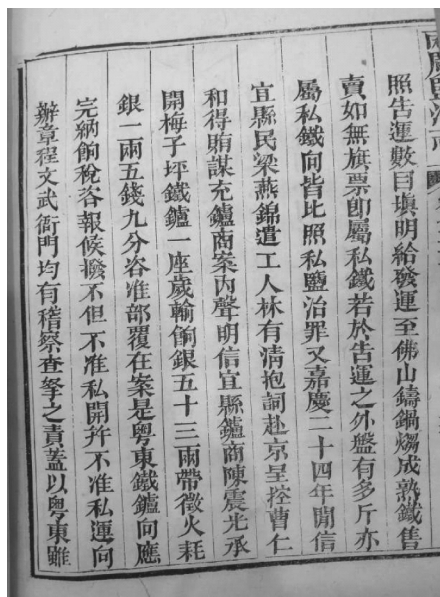 照告運數目填明給發運至佛山鑄鍋煼成熟鐵售
賣如無旗票卽屬私鐵若於告運之外盤有多斤亦
屬私鐵向皆比照私鹽治罪又嘉慶二十四年間信
宜縣民梁燕錦遣工人林有淸抱詞赴京呈控曹仁
和得賄謀充鑪商案內聲明信宜縣鑪商陳震光承
開梅子坪鐵鑪一座歲輸餉銀五十三兩帶徵火耗
銀一兩五錢九分咨准部覆在案是粤東鐵鑪向應
完納餉稅咨報候撥不但不准私開幷不准私運向
辦章程文武衙門均有稽察查拏之責蓋以粤東雖